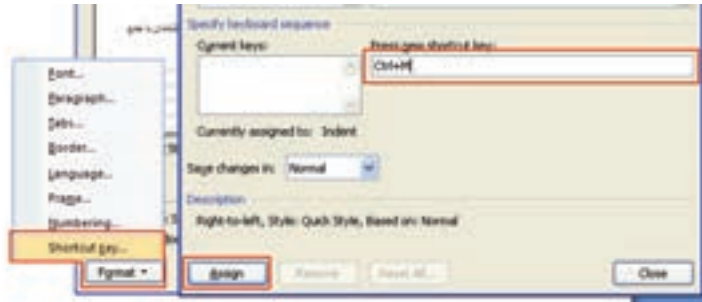 Specify keyboard sequence
Current keys:
Press new shortcut key:
Ctrl+M
Currently assigned to: Indent
Save changes in: Normal
Description
Right-to-left, Style: Quick Style, Based on: Normal
Assign
Remove
Reset All...
Close
Font...
Paragraph...
Tabs...
Border...
Language...
Frame...
Numbering...
Shortcut key...
Format